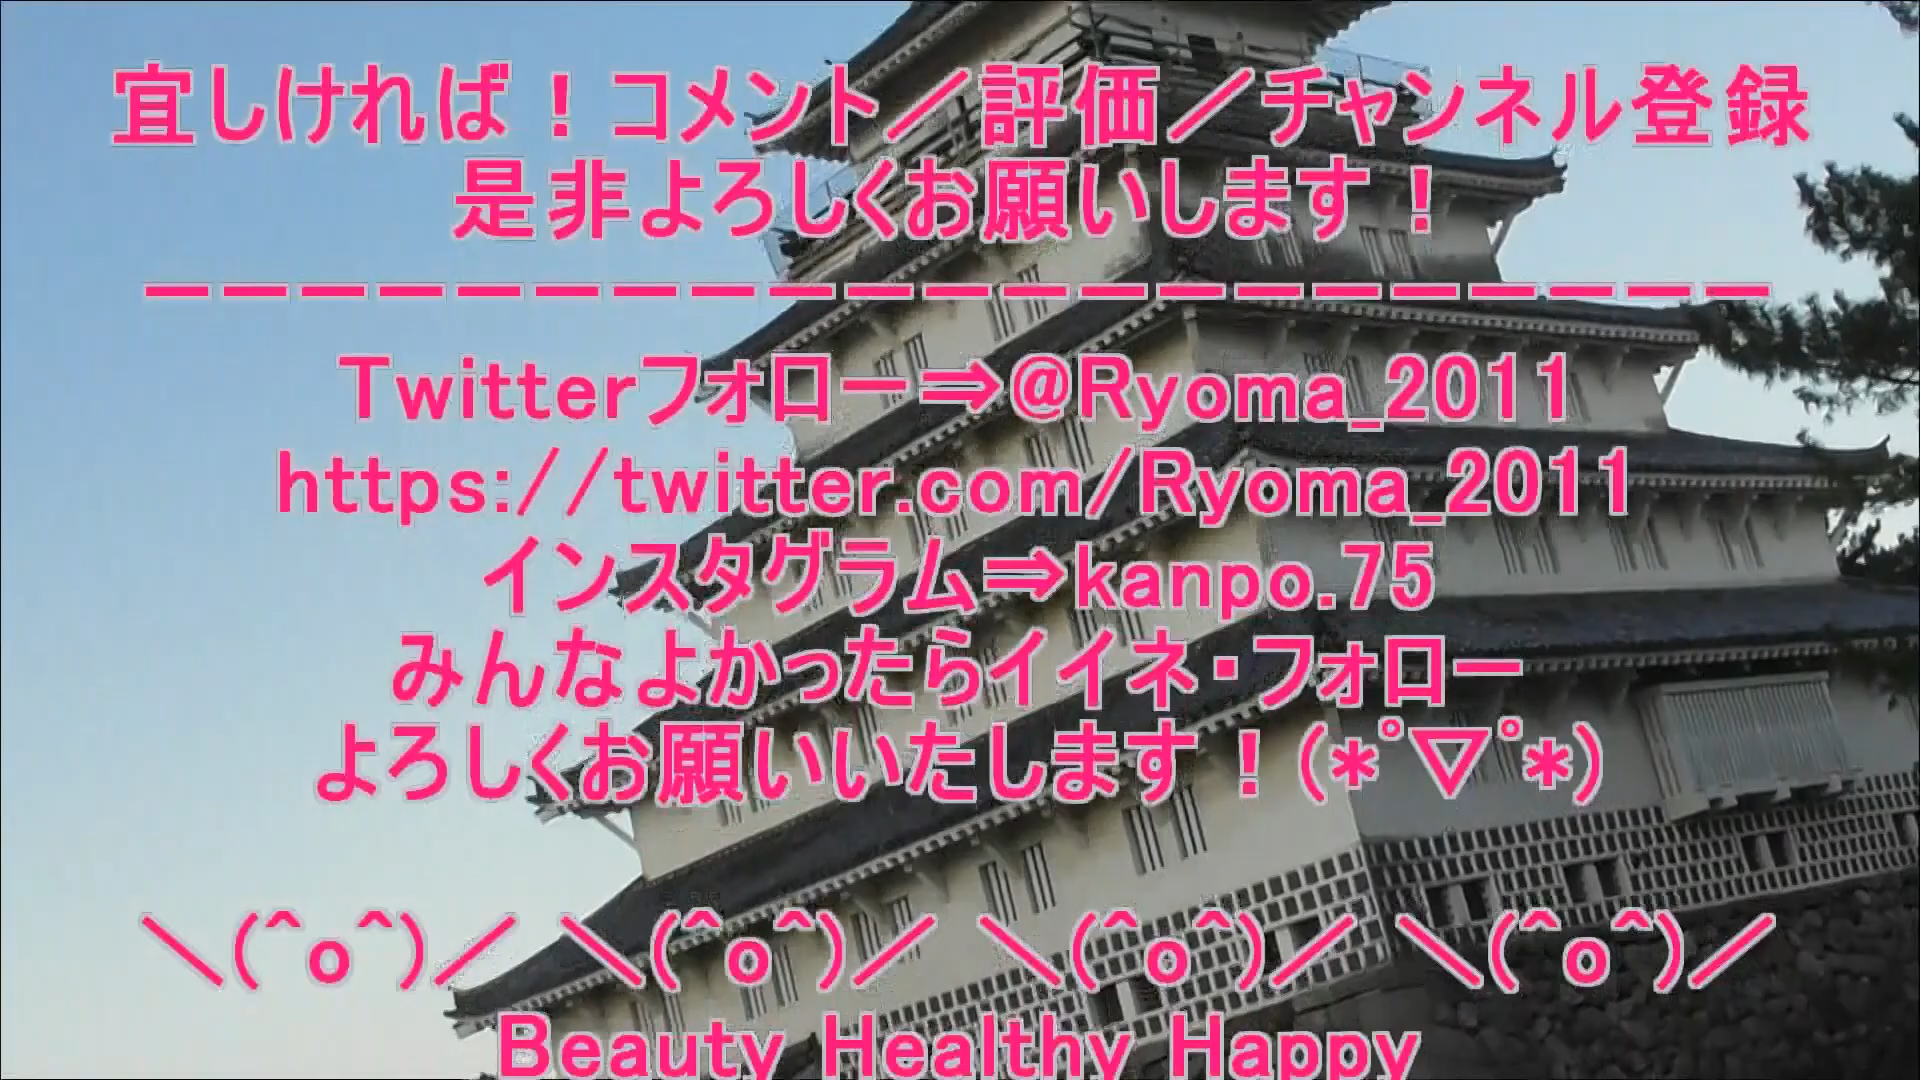 宜しければ！コメント／評価／チャンネル登録
是非よろしくお願いします！
ーーーーーーーーーーーーーーーーーーーーー
Twitterフォロー⇒@Ryoma_2011
https://twitter.com/Ryoma_2011
インスタグラム⇒kanpo.75
みんなよかったらイイネ・フォロー
よろしくお願いいたします！(*ﾟ▽ﾟ*)
＼(^o^)／ ＼(^o^)／ ＼(^o^)／ ＼(^o^)／
Beauty Healthy Happy